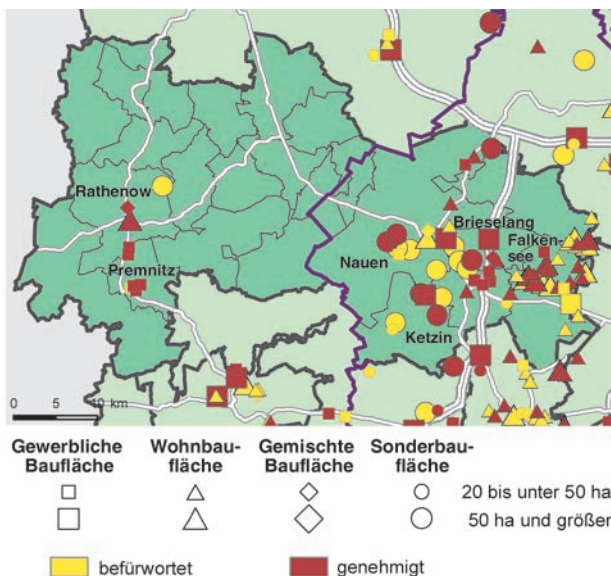 Rathenow
Premnitz
Nauen
Brieselang
Falken-
see
Ketzin
0 5 10 km
Gewerbliche
Baufläche
Wohnbau-
fläche
Gemischte
Baufläche
Sonderbau-
fläche
20 bis unter 50 ha
50 ha und größer
befürwortet
genehmigt